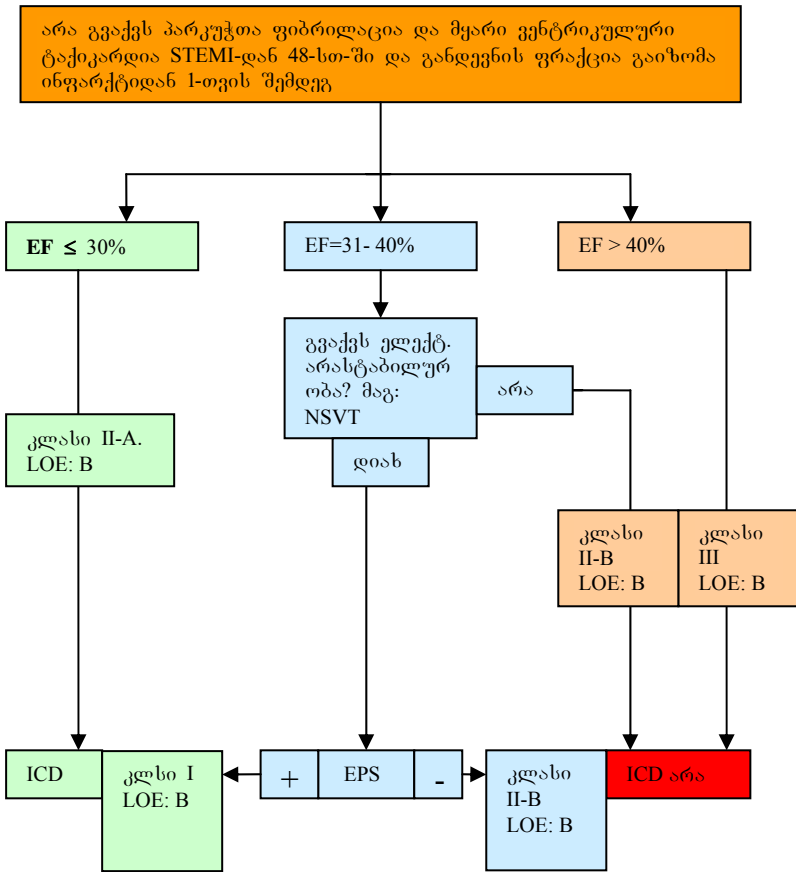 არა გვაქვს პარკუჭთა ფიბრილაცია და მყარი ვენტრიკულური
ტაქიკარდია STEMI-დან 48-სთ-ში და განდევნის ფრაქცია გაიზომა
ინფარქტიდან 1-თვის შემდეგ
EF ≤ 30%
EF=31- 40%
EF > 40%
გვაქვს ელექტ.
არასტაბილურ
ობა? მაგ:
NSVT
არა
დიახ
კლასი II-A.
LOE: B
კლასი
II-B
LOE: B
კლასი
III
LOE: B
ICD
კლსი I
LOE: B
+
EPS
-
კლასი
II-B
LOE: B
ICD არა